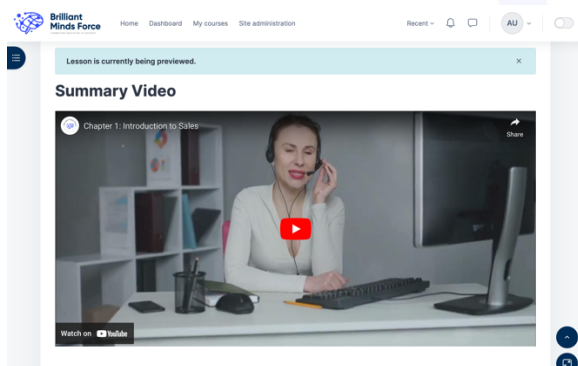 Brilliant
Minds Force
Home Dashboard My courses Site administration
Recent
AU
Lesson is currently being previewed. ×
Summary Video
Chapter 1: Introduction to Sales
Share
Watch on YouTube